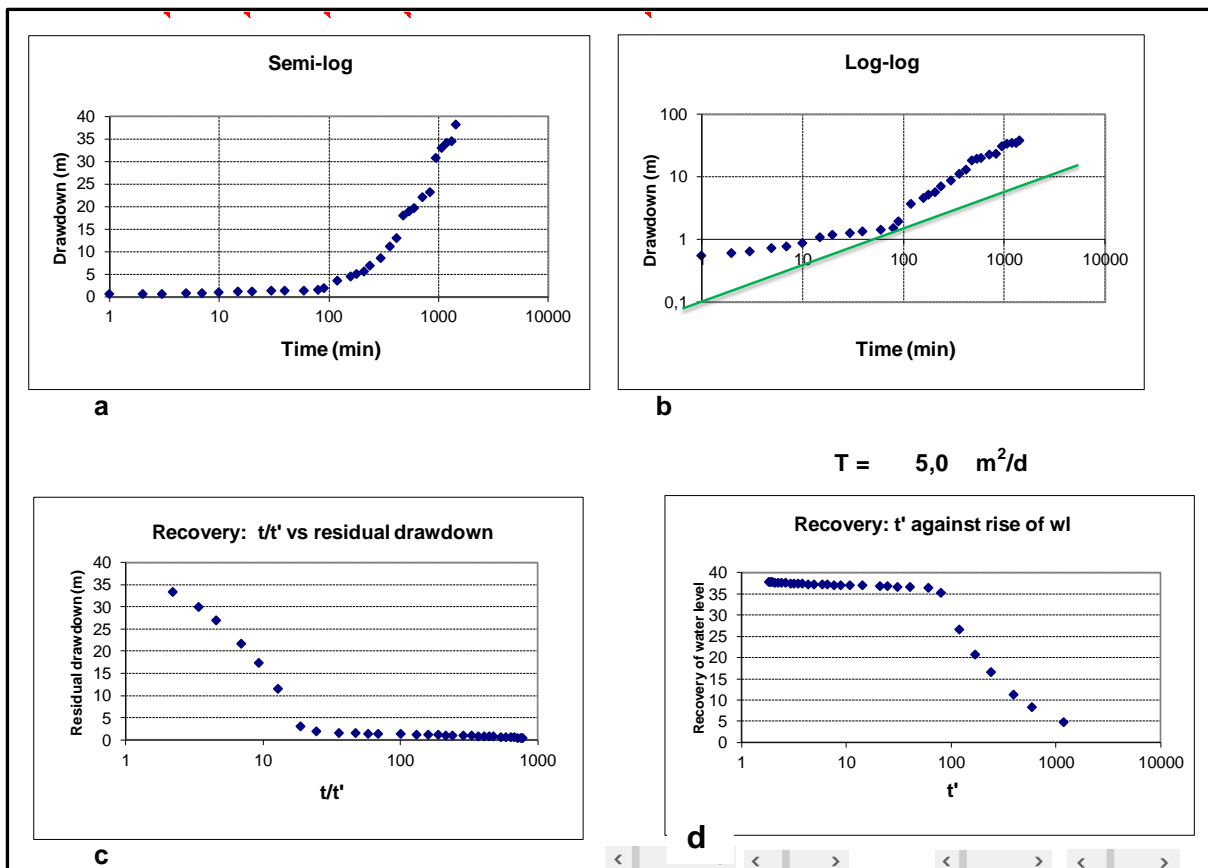 Semi-log
Drawdown (m)
40
35
30
25
20
15
10
5
0
1 10 100 1000 10000
Time (min)
a
Log-log
Drawdown (m)
100
10
1
0,1
1 10 100 1000 10000
Time (min)
b
T = 5,0 m²/d
Recovery: t/t' vs residual drawdown
Residual drawdown (m)
40
35
30
25
20
15
10
5
0
1 10 100 1000
t/t'
c
Recovery: t' against rise of wl
Recovery of water level
40
35
30
25
20
15
10
5
0
1 10 100 1000 10000
t'
d